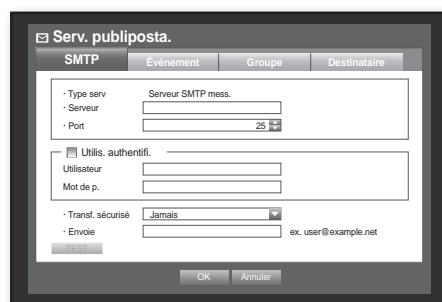 Serv. publiposta.
SMTP Événement Groupe Destinataire
· Type serv Serveur SMTP mess.
· Serveur
· Port 25
Utilis. authentifi.
Utilisateur
Mot de p.
· Transf. sécurisé Jamais
· Envoie ex. user@example.net
TEST
OK Annuler